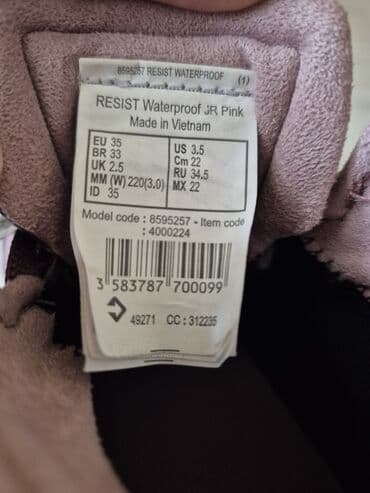 8595257 RESIST WATERPROOF (1)
RESIST Waterproof JR Pink
Made in Vietnam
EU 35 US 3.5
BR 33 Cm 22
UK 2.5 RU 34.5
MM (W) 220(3.0) MX 22
ID 35
Model code : 8595257 - Item code
: 4000224
3 583787 700099
49271 CC : 312235